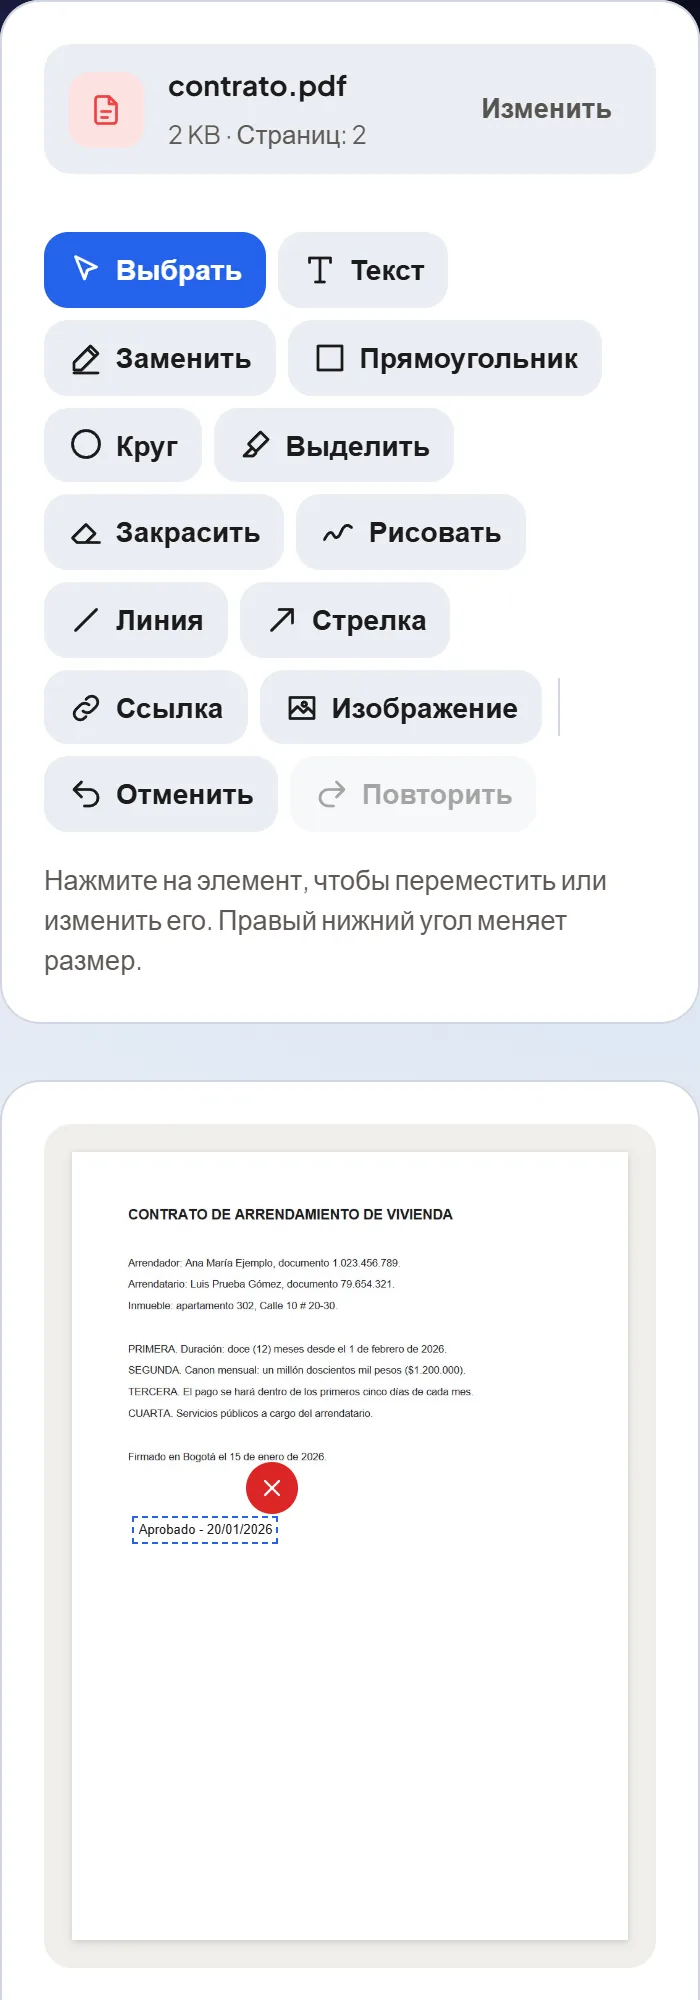 contrato.pdf
2 KB · Страниц: 2
Изменить
Выбрать
Текст
Заменить
Прямоугольник
Круг
Выделить
Закрасить
Рисовать
Линия
Стрелка
Ссылка
Изображение
Отменить
Повторить
Нажмите на элемент, чтобы переместить или
изменить его. Правый нижний угол меняет
размер.
CONTRATO DE ARRENDAMIENTO DE VIVIENDA
Arrendador: Ana María Ejemplo, documento 1.023.456.789.
Arrendatario: Luis Prueba Gómez, documento 79.654.321.
Inmueble: apartamento 302, Calle 10 # 20-30.
PRIMERA. Duración: doce (12) meses desde el 1 de febrero de 2026.
SEGUNDA. Canon mensual: un millón doscientos mil pesos ($1.200.000).
TERCERA. El pago se hará dentro de los primeros cinco días de cada mes.
CUARTA. Servicios públicos a cargo del arrendatario.
Firmado en Bogotá el 15 de enero de 2026.
Aprobado - 20/01/2026